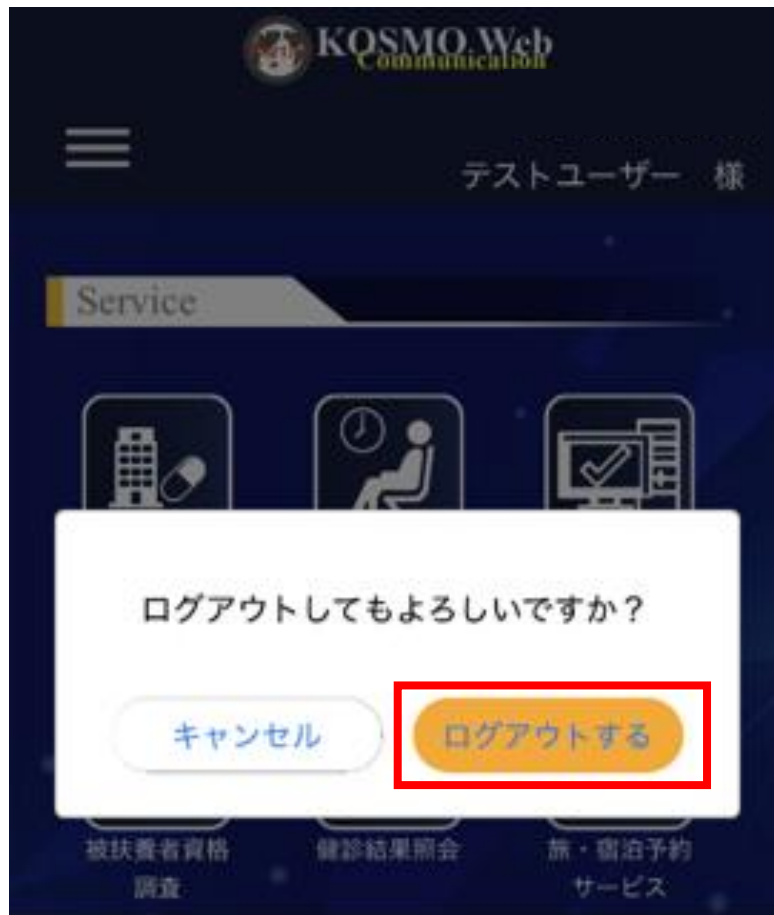 KOSMO.Web
Communication
テストユーザー 様
Service
ログアウトしてもよろしいですか？
キャンセル
ログアウトする
被扶養者資格
調査
健診結果照会
旅・宿泊予約
サービス